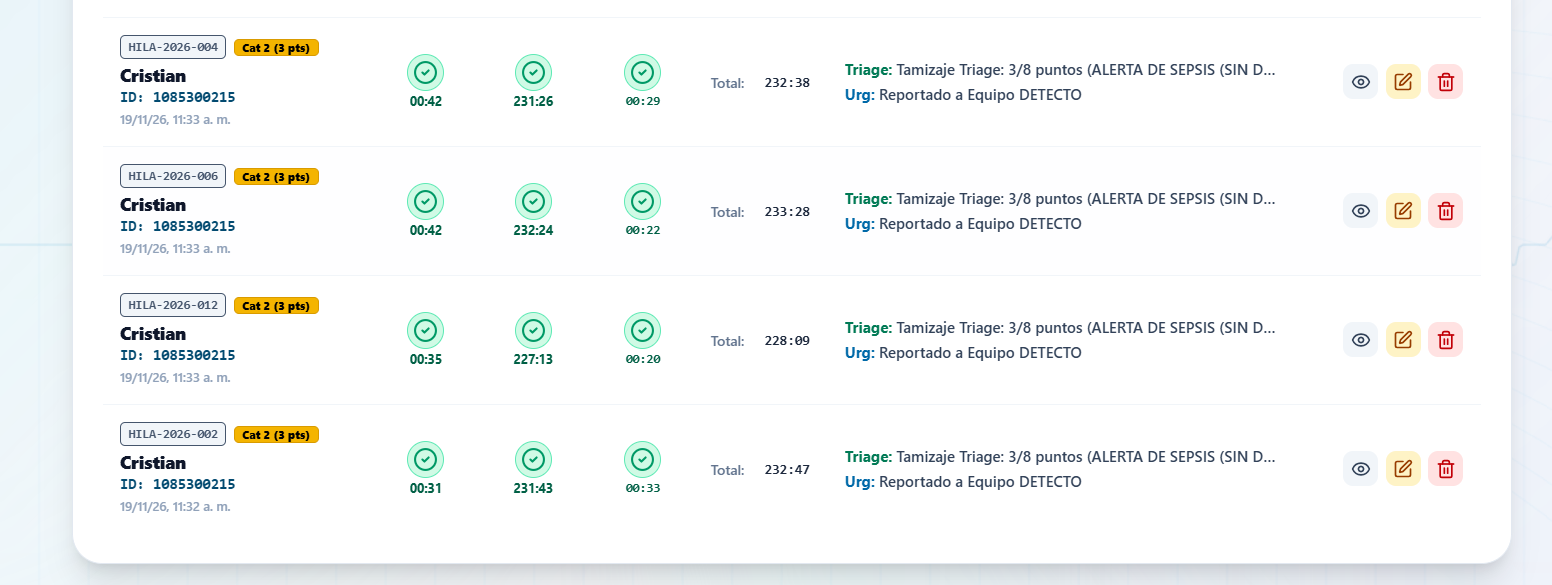 HILA-2026-004 Cat 2 (3 pts)
Cristian
ID: 1085300215
19/11/26, 11:33 a. m.
00:42
231:26
00:29
Total: 232:38
Triage: Tamizaje Triage: 3/8 puntos (ALERTA DE SEPSIS (SIN D...
Urg: Reportado a Equipo DETECTO
HILA-2026-006 Cat 2 (3 pts)
Cristian
ID: 1085300215
19/11/26, 11:33 a. m.
00:42
232:24
00:22
Total: 233:28
Triage: Tamizaje Triage: 3/8 puntos (ALERTA DE SEPSIS (SIN D...
Urg: Reportado a Equipo DETECTO
HILA-2026-012 Cat 2 (3 pts)
Cristian
ID: 1085300215
19/11/26, 11:33 a. m.
00:35
227:13
00:20
Total: 228:09
Triage: Tamizaje Triage: 3/8 puntos (ALERTA DE SEPSIS (SIN D...
Urg: Reportado a Equipo DETECTO
HILA-2026-002 Cat 2 (3 pts)
Cristian
ID: 1085300215
19/11/26, 11:32 a. m.
00:31
231:43
00:33
Total: 232:47
Triage: Tamizaje Triage: 3/8 puntos (ALERTA DE SEPSIS (SIN D...
Urg: Reportado a Equipo DETECTO